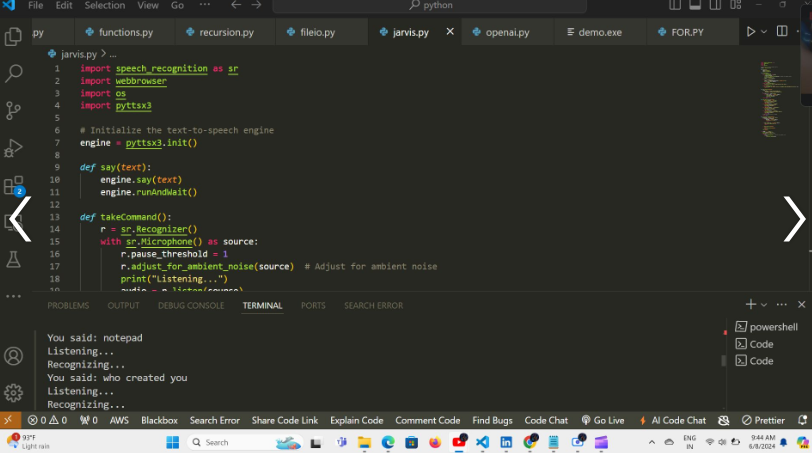 File Edit Selection View Go ... python
.py functions.py recursion.py fileio.py jarvis.py openai.py demo.exe FOR.PY
jarvis.py > ...
1 import speech_recognition as sr
2 import webbrowser
3 import os
4 import pyttsx3
5
6 # Initialize the text-to-speech engine
7 engine = pyttsx3.init()
8
9 def say(text):
10 engine.say(text)
11 engine.runAndWait()
12
13 def takeCommand():
14 r = sr.Recognizer()
15 with sr.Microphone() as source:
16 r.pause_threshold = 1
17 r.adjust_for_ambient_noise(source) # Adjust for ambient noise
18 print("Listening...")
19 audio = r.listen(source)
2
PROBLEMS OUTPUT DEBUG CONSOLE TERMINAL PORTS SEARCH ERROR
powershell
Code
Code
You said: notepad
Listening...
Recognizing...
You said: who created you
Listening...
Recognizing...
0 0 0 AWS Blackbox Search Error Share Code Link Explain Code Comment Code Find Bugs Code Chat Go Live AI Code Chat Prettier
93°F
Light rain
Search
ENG
IN
9:44 AM
6/8/2024